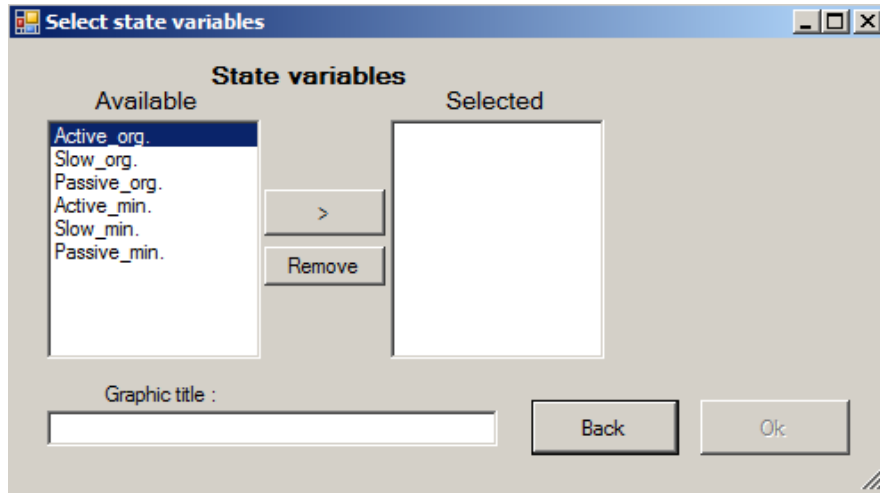 Select state variables
State variables
Available
Selected
Active_org.
Slow_org.
Passive_org.
Active_min.
Slow_min.
Passive_min.
>
Remove
Graphic title :
Back
Ok